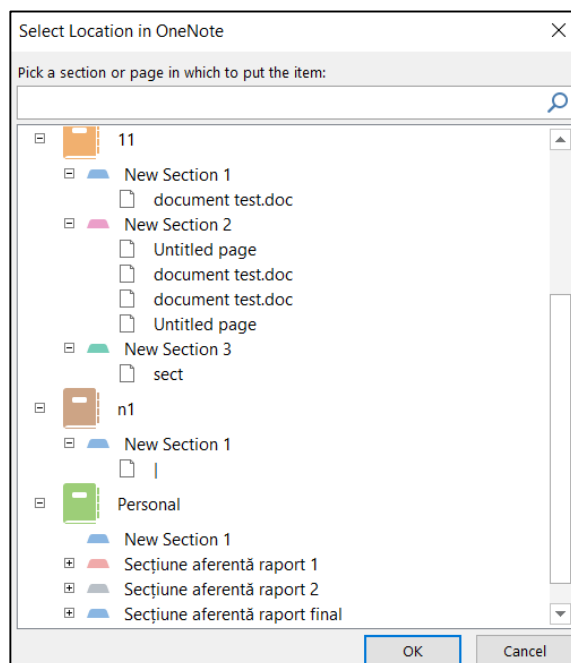 Select Location in OneNote
Pick a section or page in which to put the item:
11
New Section 1
document test.doc
New Section 2
Untitled page
document test.doc
document test.doc
Untitled page
New Section 3
sect
n1
New Section 1
|
Personal
New Section 1
Secțiune aferentă raport 1
Secțiune aferentă raport 2
Secțiune aferentă raport final
OK Cancel